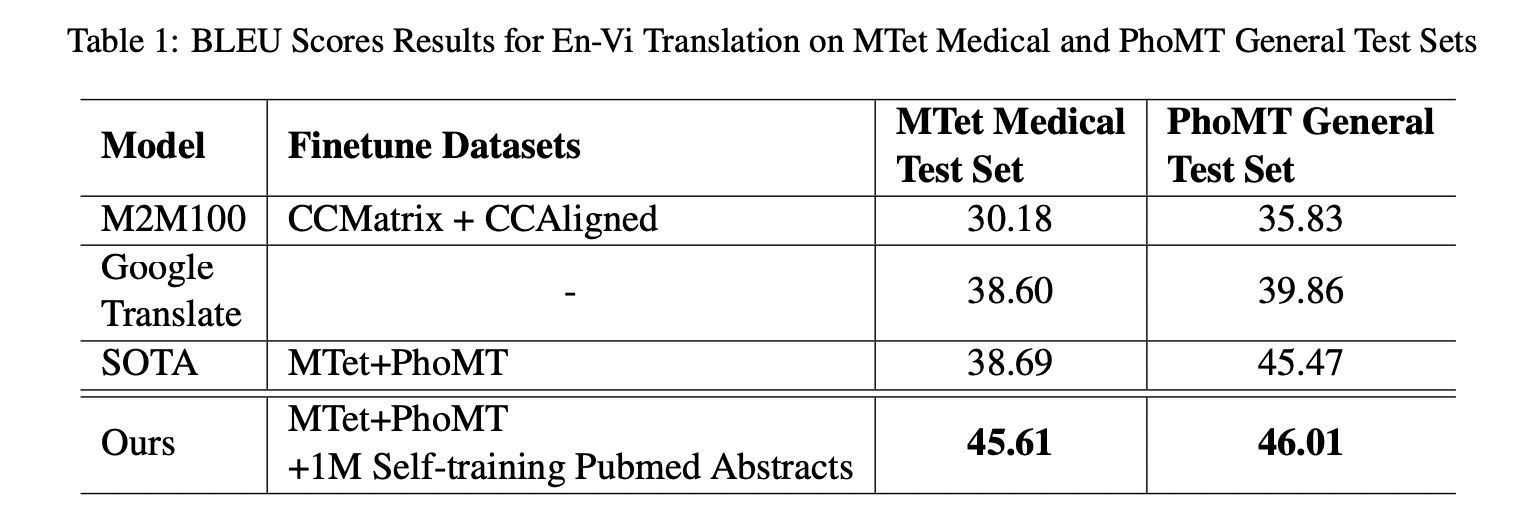 Table 1: BLEU Scores Results for En-Vi Translation on MTet Medical and PhoMT General Test Sets
Model Finetune Datasets MTet Medical Test Set PhoMT General Test Set
M2M100 CCMatrix + CCAligned 30.18 35.83
Google Translate - 38.60 39.86
SOTA MTet+PhoMT 38.69 45.47
Ours MTet+PhoMT +1M Self-training Pubmed Abstracts 45.61 46.01